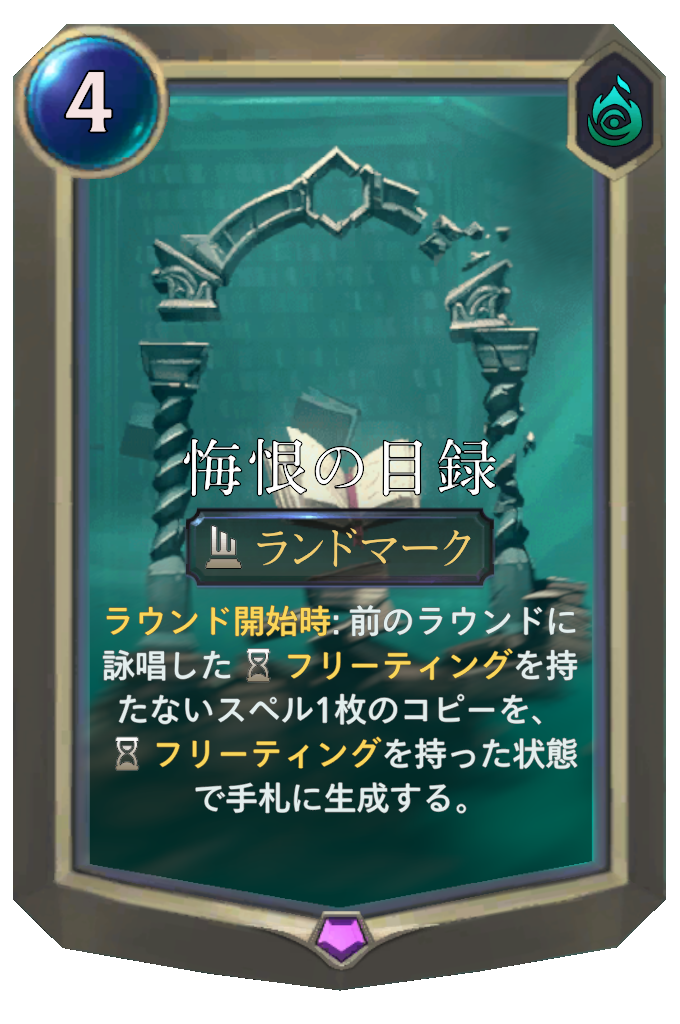 4
悔恨の目録
ランドマーク
ラウンド開始時: 前のラウンドに
詠唱した フリーティングを持
たないスペル1枚のコピーを、
フリーティングを持った状態
で手札に生成する。